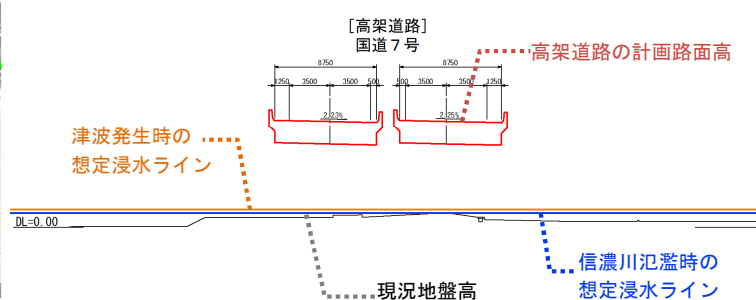 [高架道路]
国道７号
8750
8750
1250 3500 3500 500
500 3500 3500 1250
高架道路の計画路面高
2.23%
2.25%
津波発生時の
想定浸水ライン
DL=0.00
信濃川氾濫時の
想定浸水ライン
現況地盤高